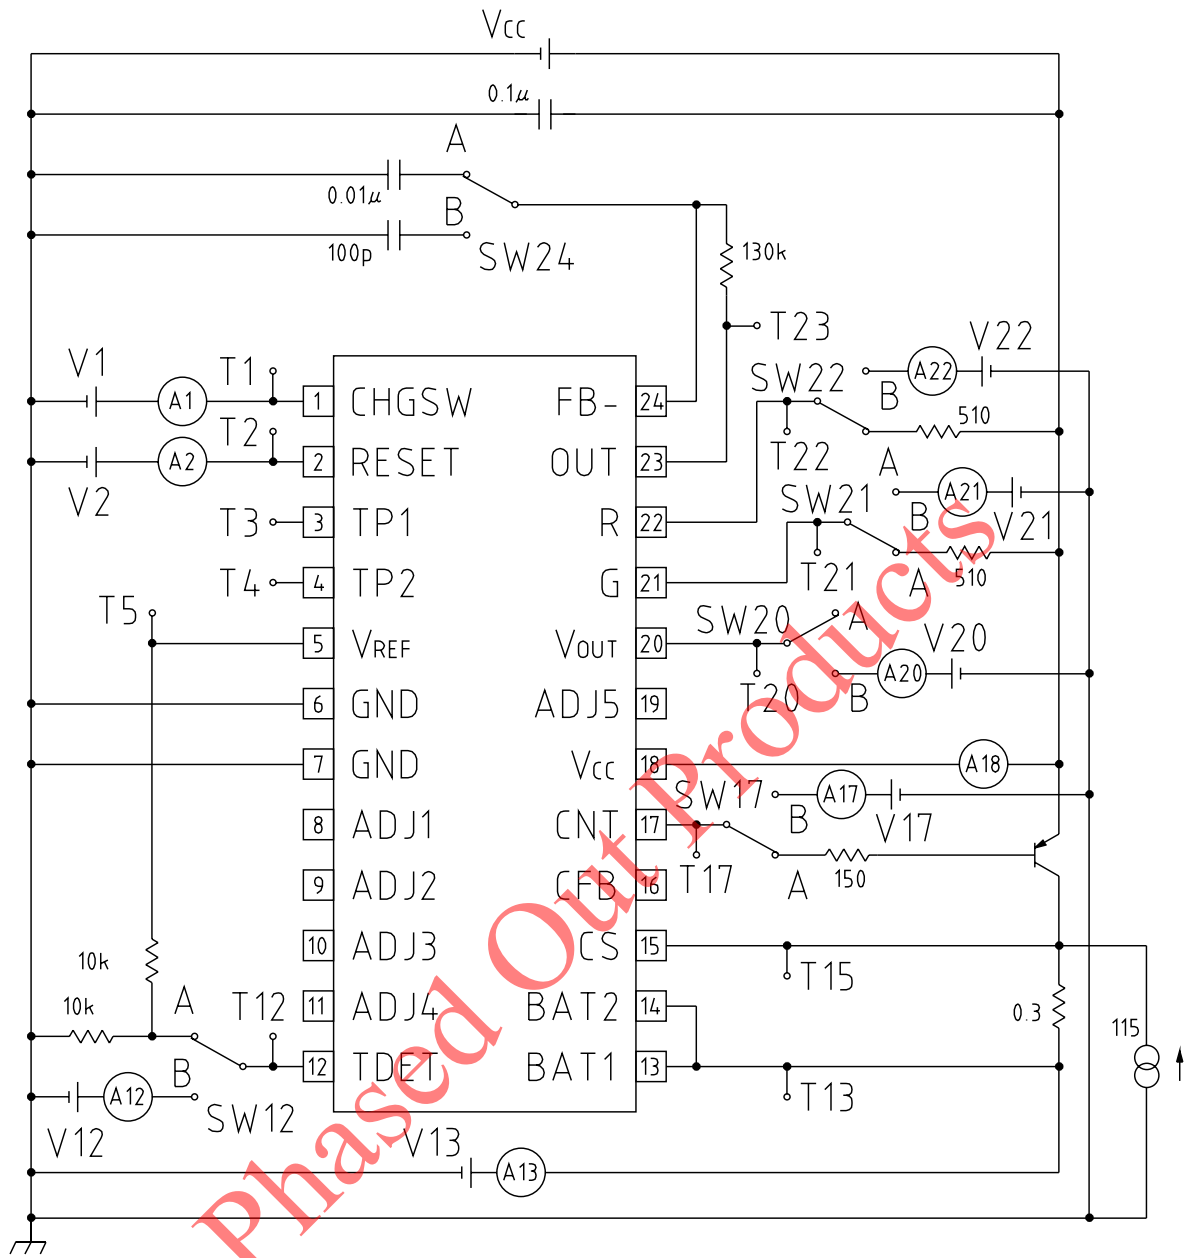 Vcc
0.1μ
A
0.01μ
B
100p
SW24
130k
T23
V1
A1
T1
1
CHGSW
FB-
24
SW22
B
A22
V22
510
T2
V2
A2
2
RESET
OUT
23
T22
A
SW21
B
A21
V21
T3
3
TP1
R
22
T21
A
510
T4
4
TP2
G
21
T5
SW20
A
V20
5
VREF
VOUT
20
T20
B
A20
6
GND
ADJ5
19
7
GND
Vcc
18
A18
SW17
B
A17
V17
8
ADJ1
CNT
17
T17
A
150
9
ADJ2
CFB
16
10
ADJ3
CS
15
T15
10k
10k
A
T12
11
ADJ4
BAT2
14
0.3
115
B
12
TDET
BAT1
13
T13
A12
V12
SW12
V13
A13
Phased Out Products